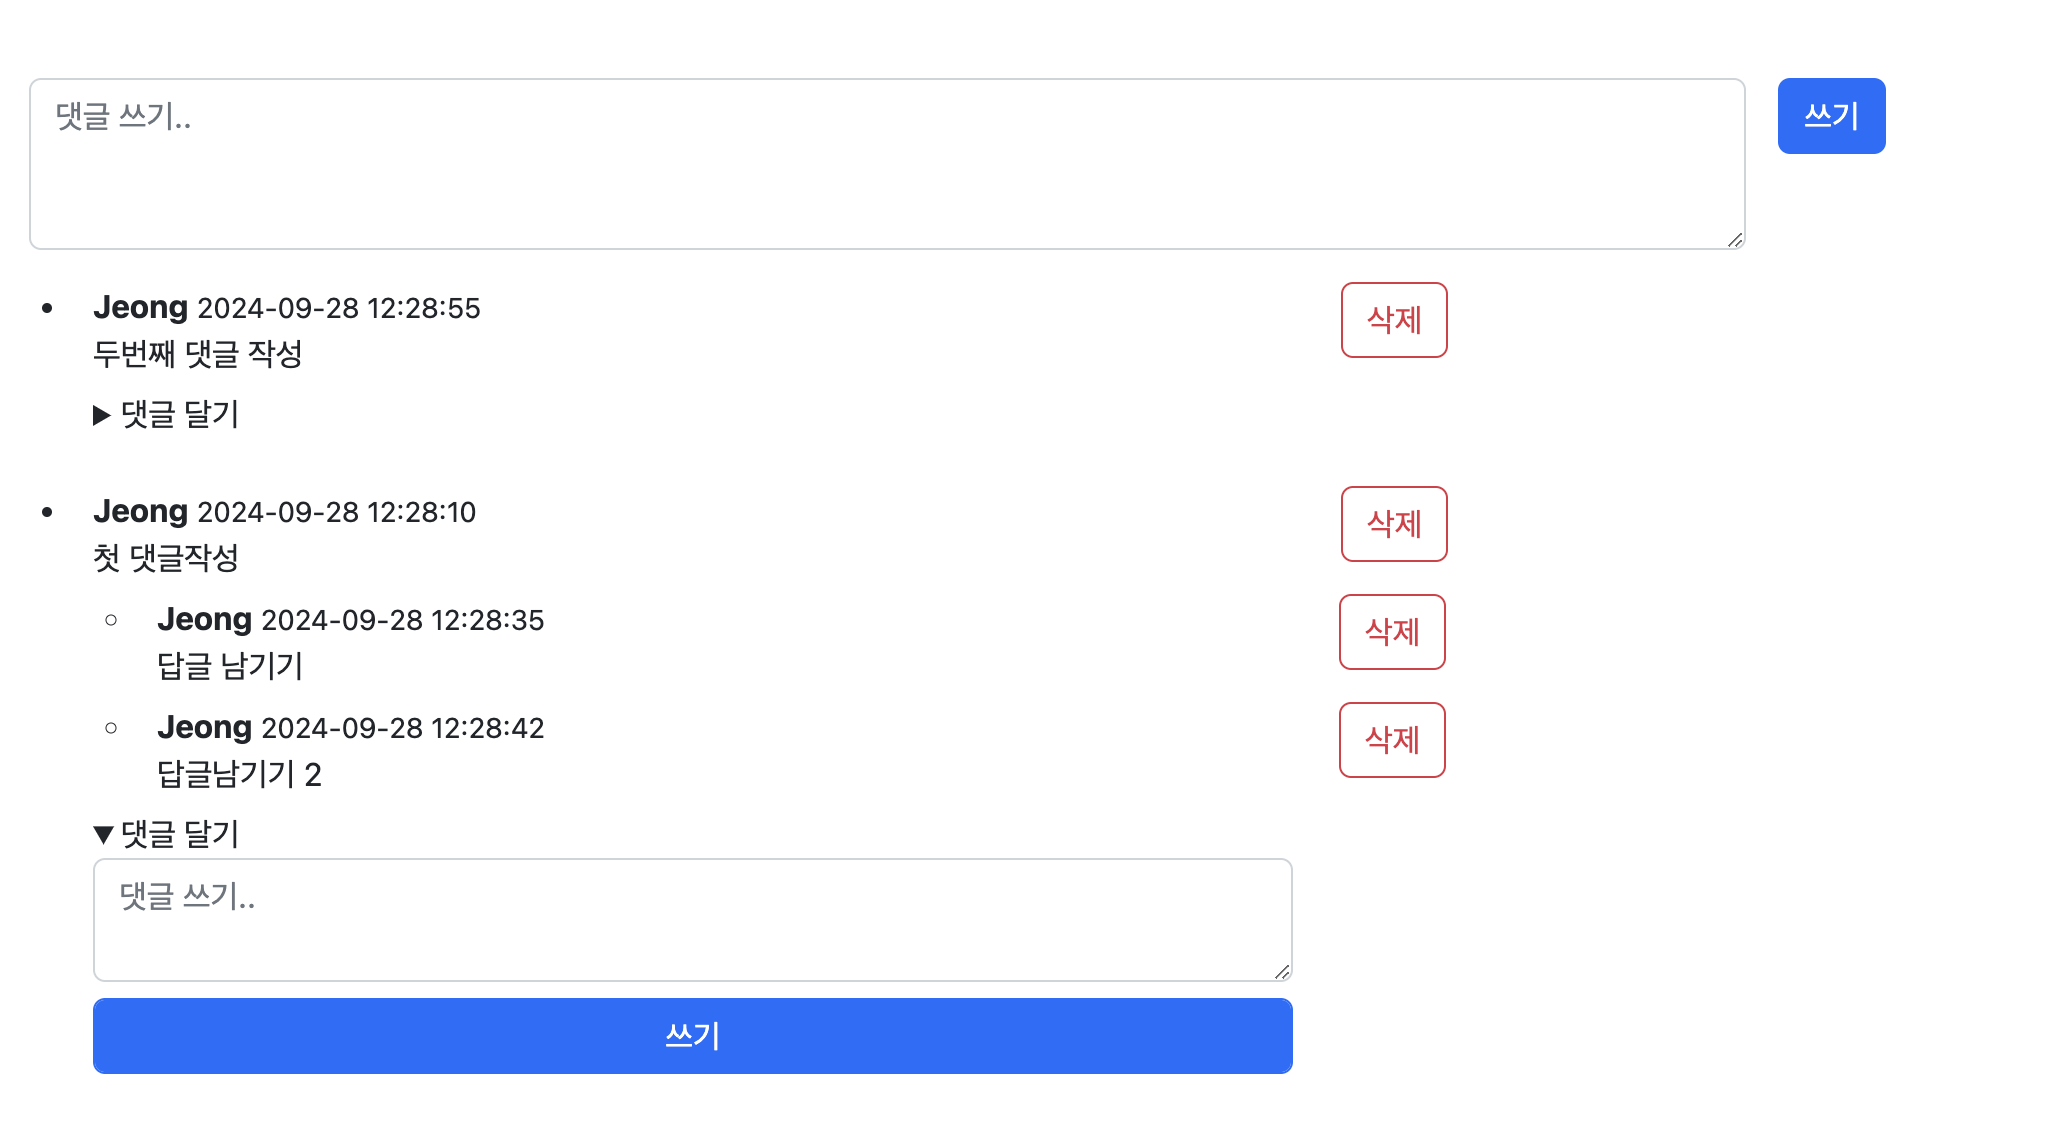 댓글 쓰기..
쓰기
Jeong 2024-09-28 12:28:55
삭제
두번째 댓글 작성
▶ 댓글 달기
Jeong 2024-09-28 12:28:10
삭제
첫 댓글작성
Jeong 2024-09-28 12:28:35
삭제
답글 남기기
Jeong 2024-09-28 12:28:42
삭제
답글남기기 2
▼ 댓글 달기
댓글 쓰기..
쓰기